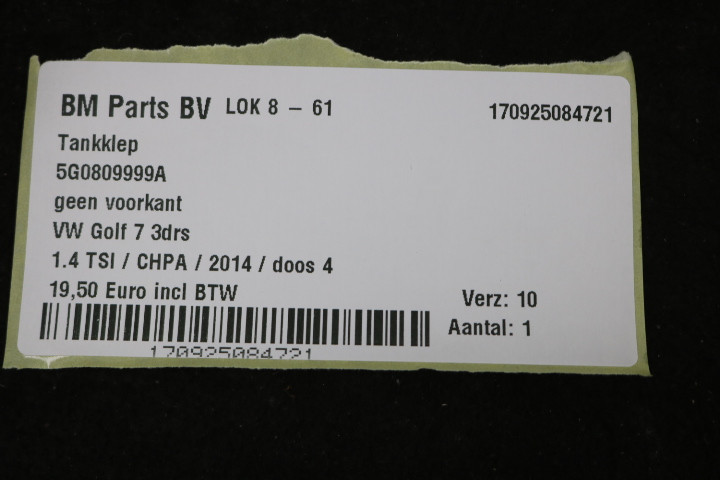 BM Parts BV LOK 8 – 61 170925084721
Tankklep
5G0809999A
geen voorkant
VW Golf 7 3drs
1.4 TSI / CHPA / 2014 / doos 4
19,50 Euro incl BTW Verz: 10
Aantal: 1
170925084721